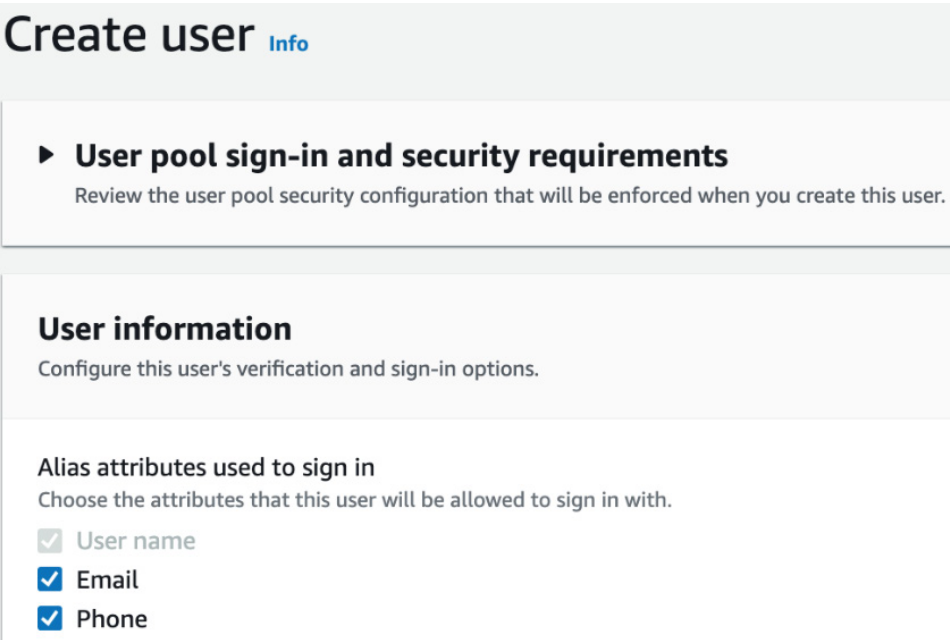 Create user Info
User pool sign-in and security requirements
Review the user pool security configuration that will be enforced when you create this user.
User information
Configure this user's verification and sign-in options.
Alias attributes used to sign in
Choose the attributes that this user will be allowed to sign in with.
User name
Email
Phone